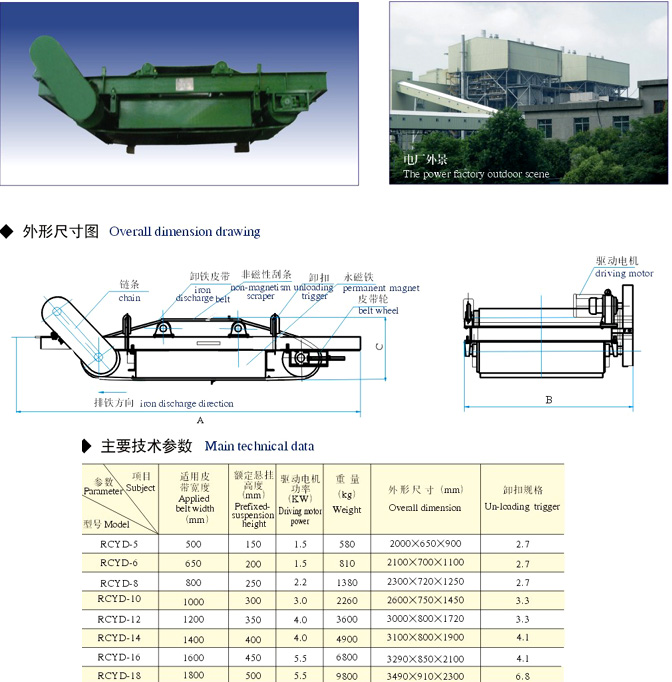 电厂外景
The power factory outdoor scene
◆ 外形尺寸图 Overall dimension drawing
链条
chain
卸铁皮带
iron
discharge belt
非磁性刮条
non-magnetism
scraper
卸扣
unloading
trigger
永磁铁
permanent magnet
皮带轮
belt wheel
驱动电机
driving motor
C
排铁方向 iron discharge direction
A
B
◆ 主要技术参数 Main technical data
参数 Parameter 项目 Subject 型号 Model
适用皮带宽度 Applied belt width (mm)
额定悬挂高度 (mm) Prefixed-suspension height
驱动电机功率 (KW) Driving motor power
重 量 (kg) Weight
外 形 尺 寸 (mm) Overall dimension
卸扣规格 Un-loading trigger
RCYD-5 500 150 1.5 580 2000×650×900 2.7
RCYD-6 650 200 1.5 810 2100×700×1100 2.7
RCYD-8 800 250 2.2 1380 2300×720×1250 2.7
RCYD-10 1000 300 3.0 2260 2600×750×1450 3.3
RCYD-12 1200 350 4.0 3600 3000×800×1720 3.3
RCYD-14 1400 400 4.0 4900 3100×800×1900 4.1
RCYD-16 1600 450 5.5 6800 3290×850×2100 4.1
RCYD-18 1800 500 5.5 9800 3490×910×2300 6.8